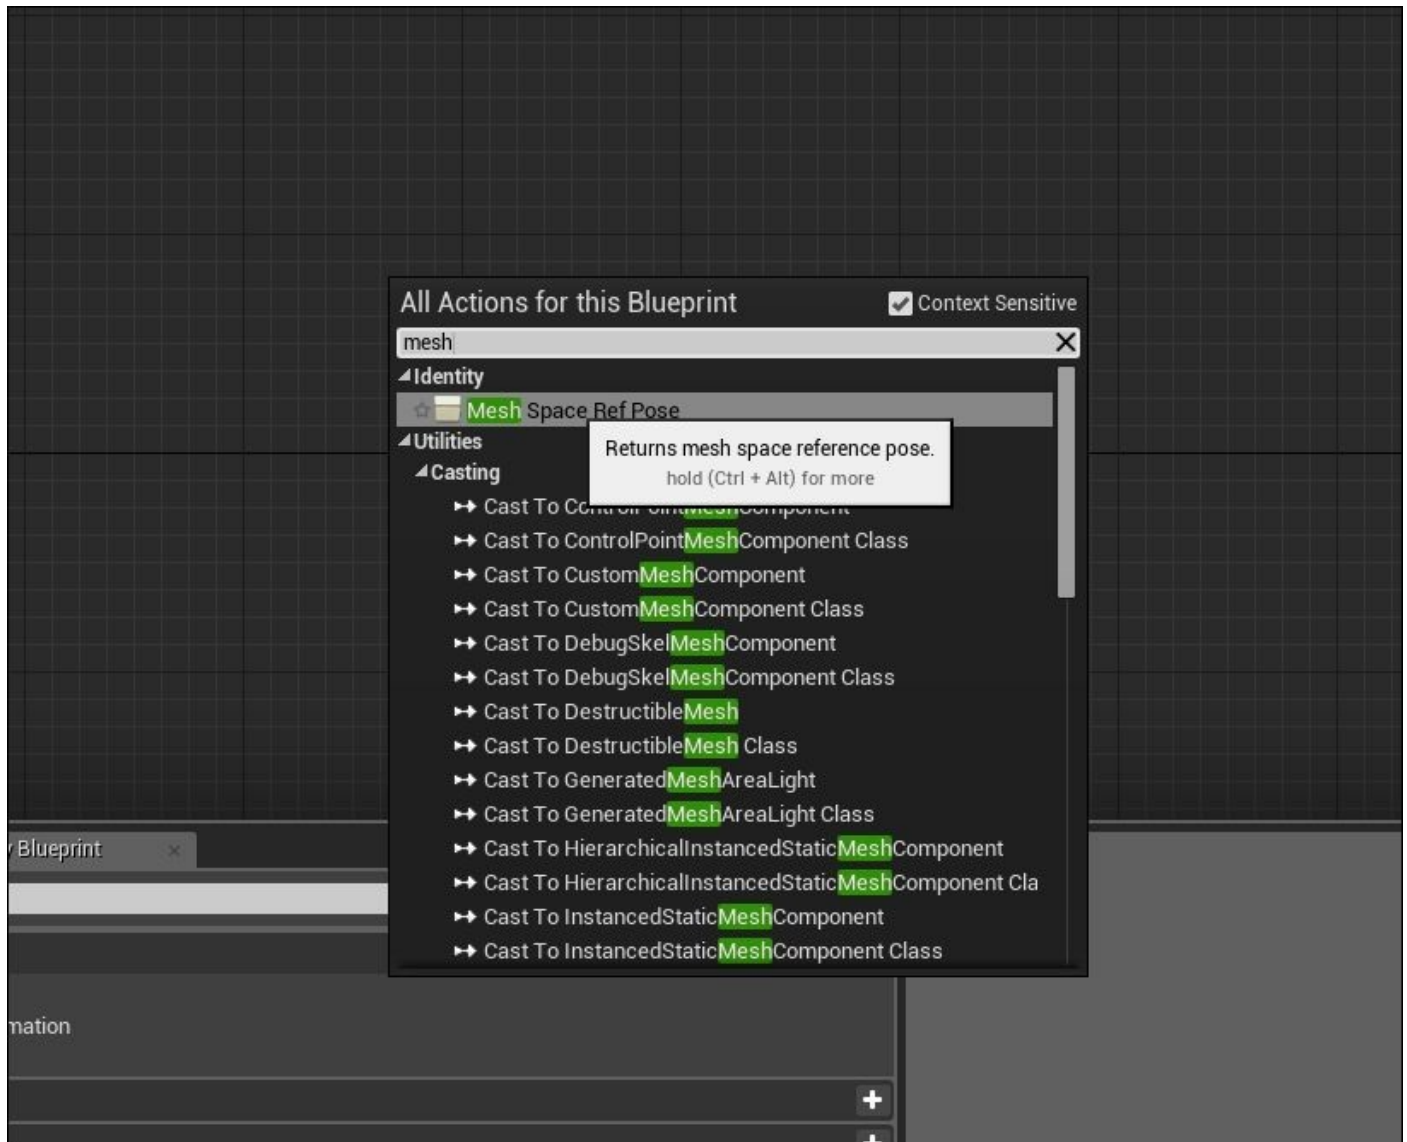 All Actions for this Blueprint
Context Sensitive
mesh
Identity
Mesh Space Ref Pose
Returns mesh space reference pose.
hold (Ctrl + Alt) for more
Utilities
Casting
Cast To ControlPointMeshComponent
Cast To ControlPointMeshComponent Class
Cast To CustomMeshComponent
Cast To CustomMeshComponent Class
Cast To DebugSkelMeshComponent
Cast To DebugSkelMeshComponent Class
Cast To DestructibleMesh
Cast To DestructibleMesh Class
Cast To GeneratedMeshAreaLight
Cast To GeneratedMeshAreaLight Class
Cast To HierarchicalInstancedStaticMeshComponent
Cast To HierarchicalInstancedStaticMeshComponent Cla
Cast To InstancedStaticMeshComponent
Cast To InstancedStaticMeshComponent Class
Blueprint
mation